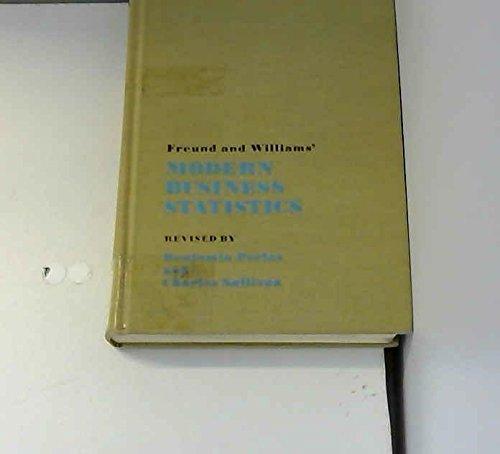 Freund and Williams'
MODERN
BUSINESS
STATISTICS
REVISED BY
Benjamin Perles
and
Charles Sullivan